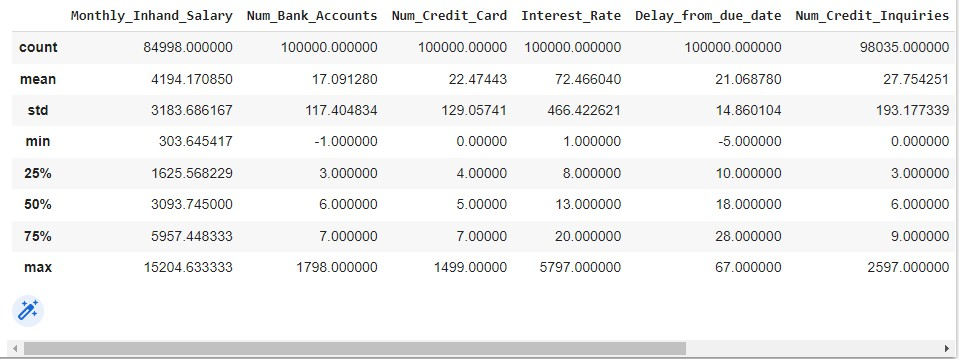 Monthly_Inhand_Salary Num_Bank_Accounts Num_Credit_Card Interest_Rate Delay_from_due_date Num_Credit_Inquiries
count 84998.000000 100000.000000 100000.00000 100000.000000 100000.000000 98035.000000
mean 4194.170850 17.091280 22.47443 72.466040 21.068780 27.754251
std 3183.686167 117.404834 129.05741 466.422621 14.860104 193.177339
min 303.645417 -1.000000 0.00000 1.000000 -5.000000 0.000000
25% 1625.568229 3.000000 4.00000 8.000000 10.000000 3.000000
50% 3093.745000 6.000000 5.00000 13.000000 18.000000 6.000000
75% 5957.448333 7.000000 7.00000 20.000000 28.000000 9.000000
max 15204.633333 1798.000000 1499.00000 5797.000000 67.000000 2597.000000